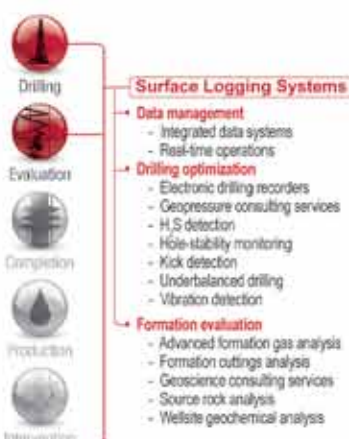 Drilling
Evaluation
Completion
Production
Intervention
Surface Logging Systems
Data management
- Integrated data systems
- Real-time operations
Drilling optimization
- Electronic drilling recorders
- Geopressure consulting services
- H₂S detection
- Hole-stability monitoring
- Kick detection
- Underbalanced drilling
- Vibration detection
Formation evaluation
- Advanced formation gas analysis
- Formation cuttings analysis
- Geoscience consulting services
- Source rock analysis
- Wellsite geochemical analysis